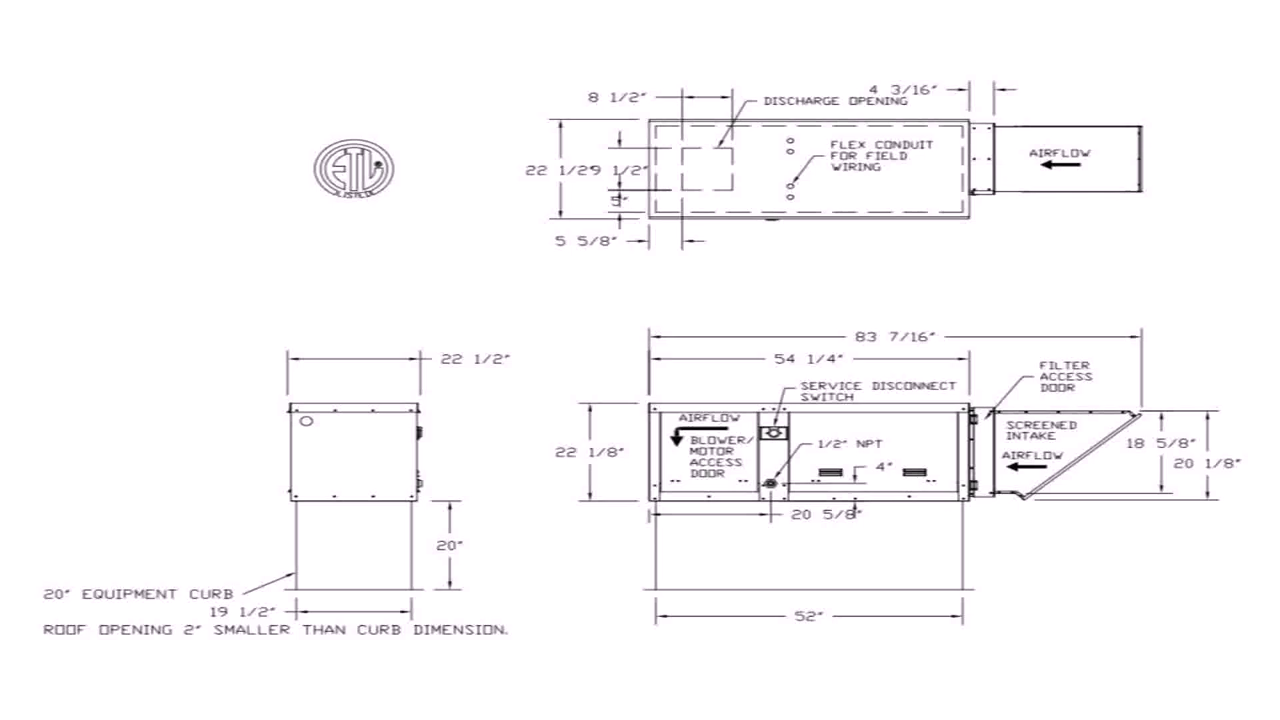 4 3/16"
8 1/2"
DISCHARGE OPENING
FLEX CONDUIT
FOR FIELD
WIRING
AIRFLOW
ETL
LISTED
22 1/2"
9 1/2"
5"
5 5/8"
83 7/16"
22 1/2"
54 1/4"
FILTER
ACCESS
DOOR
SERVICE DISCONNECT
SWITCH
AIRFLOW
BLOWER/
MOTOR
ACCESS
DOOR
1/2" NPT
4"
SCREENED
INTAKE
AIRFLOW
18 5/8"
20 1/8"
22 1/8"
20 5/8"
20"
20" EQUIPMENT CURB
19 1/2"
52"
ROOF OPENING 2" SMALLER THAN CURB DIMENSION.